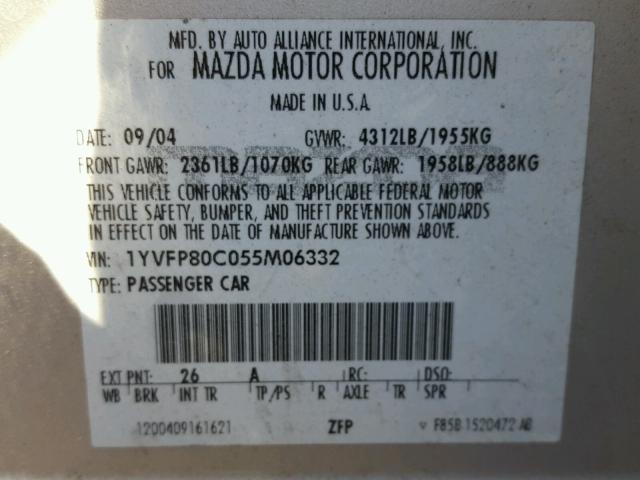 MFD. BY AUTO ALLIANCE INTERNATIONAL, INC.
FOR MAZDA MOTOR CORPORATION
MADE IN U.S.A
DATE: 09/04 GVWR: 4312LB/1955KG
FRONT GAWR: 2361LB/1070KG REAR GAWR: 1958LB/888KG
THIS VEHICLE CONFORMS TO ALL APPLICABLE FEDERAL MOTOR
VEHICLE SAFETY, BUMPER, AND THEFT PREVENTION STANDARDS
IN EFFECT ON THE DATE OF MANUFACTURE SHOWN ABOVE.
VIN: 1YVFP80C055M06332
TYPE: PASSENGER CAR
EXT PNT: 26 A RC: DSO:
WB BRK INT TR TP/PS R AXLE TR SPR
1200409161621 ZFP V F85B 1520472 AB